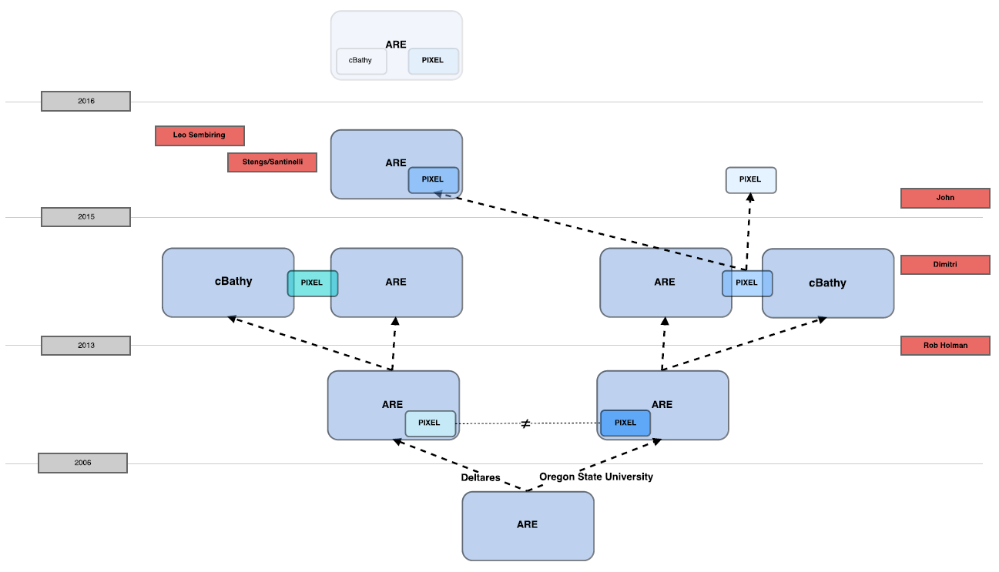 ARE
cBathy
PIXEL
2016
Leo Sembiring
Stengs/Santinelli
ARE
PIXEL
PIXEL
John
2015
Dimitri
cBathy
PIXEL
ARE
ARE
PIXEL
cBathy
2013
Rob Holman
ARE
PIXEL
≠
ARE
PIXEL
2006
Deltares
Oregon State University
ARE